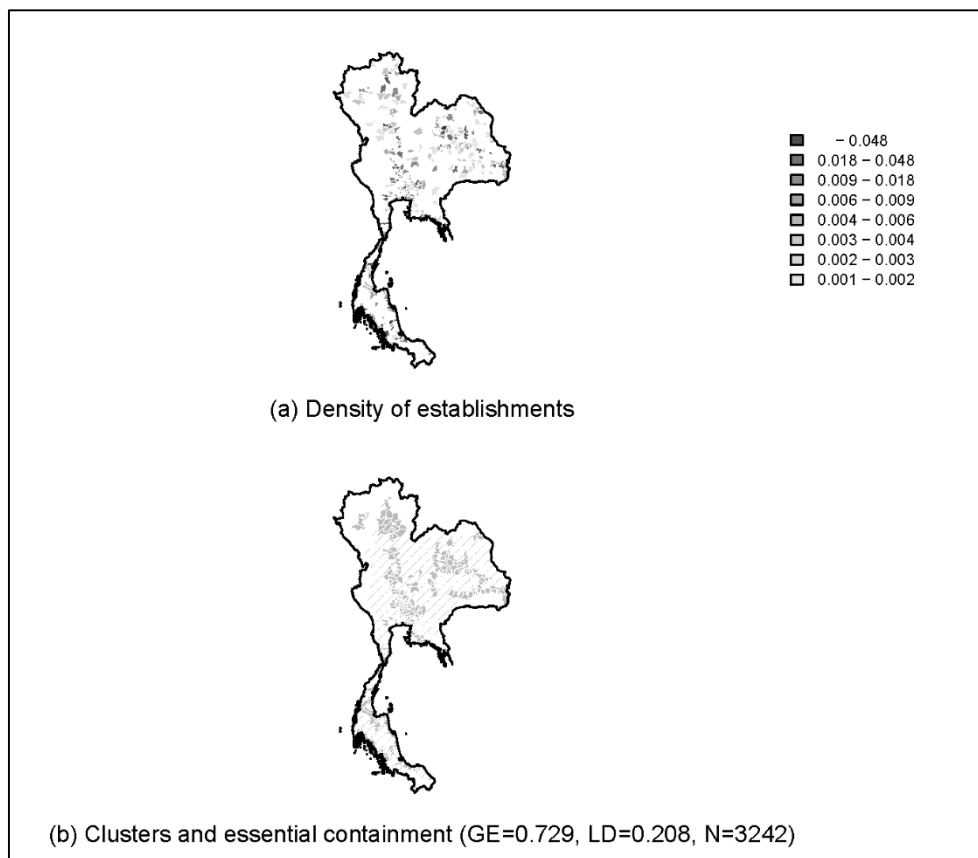 – 0.048
0.018 – 0.048
0.009 – 0.018
0.006 – 0.009
0.004 – 0.006
0.003 – 0.004
0.002 – 0.003
0.001 – 0.002
(a) Density of establishments
(b) Clusters and essential containment (GE=0.729, LD=0.208, N=3242)